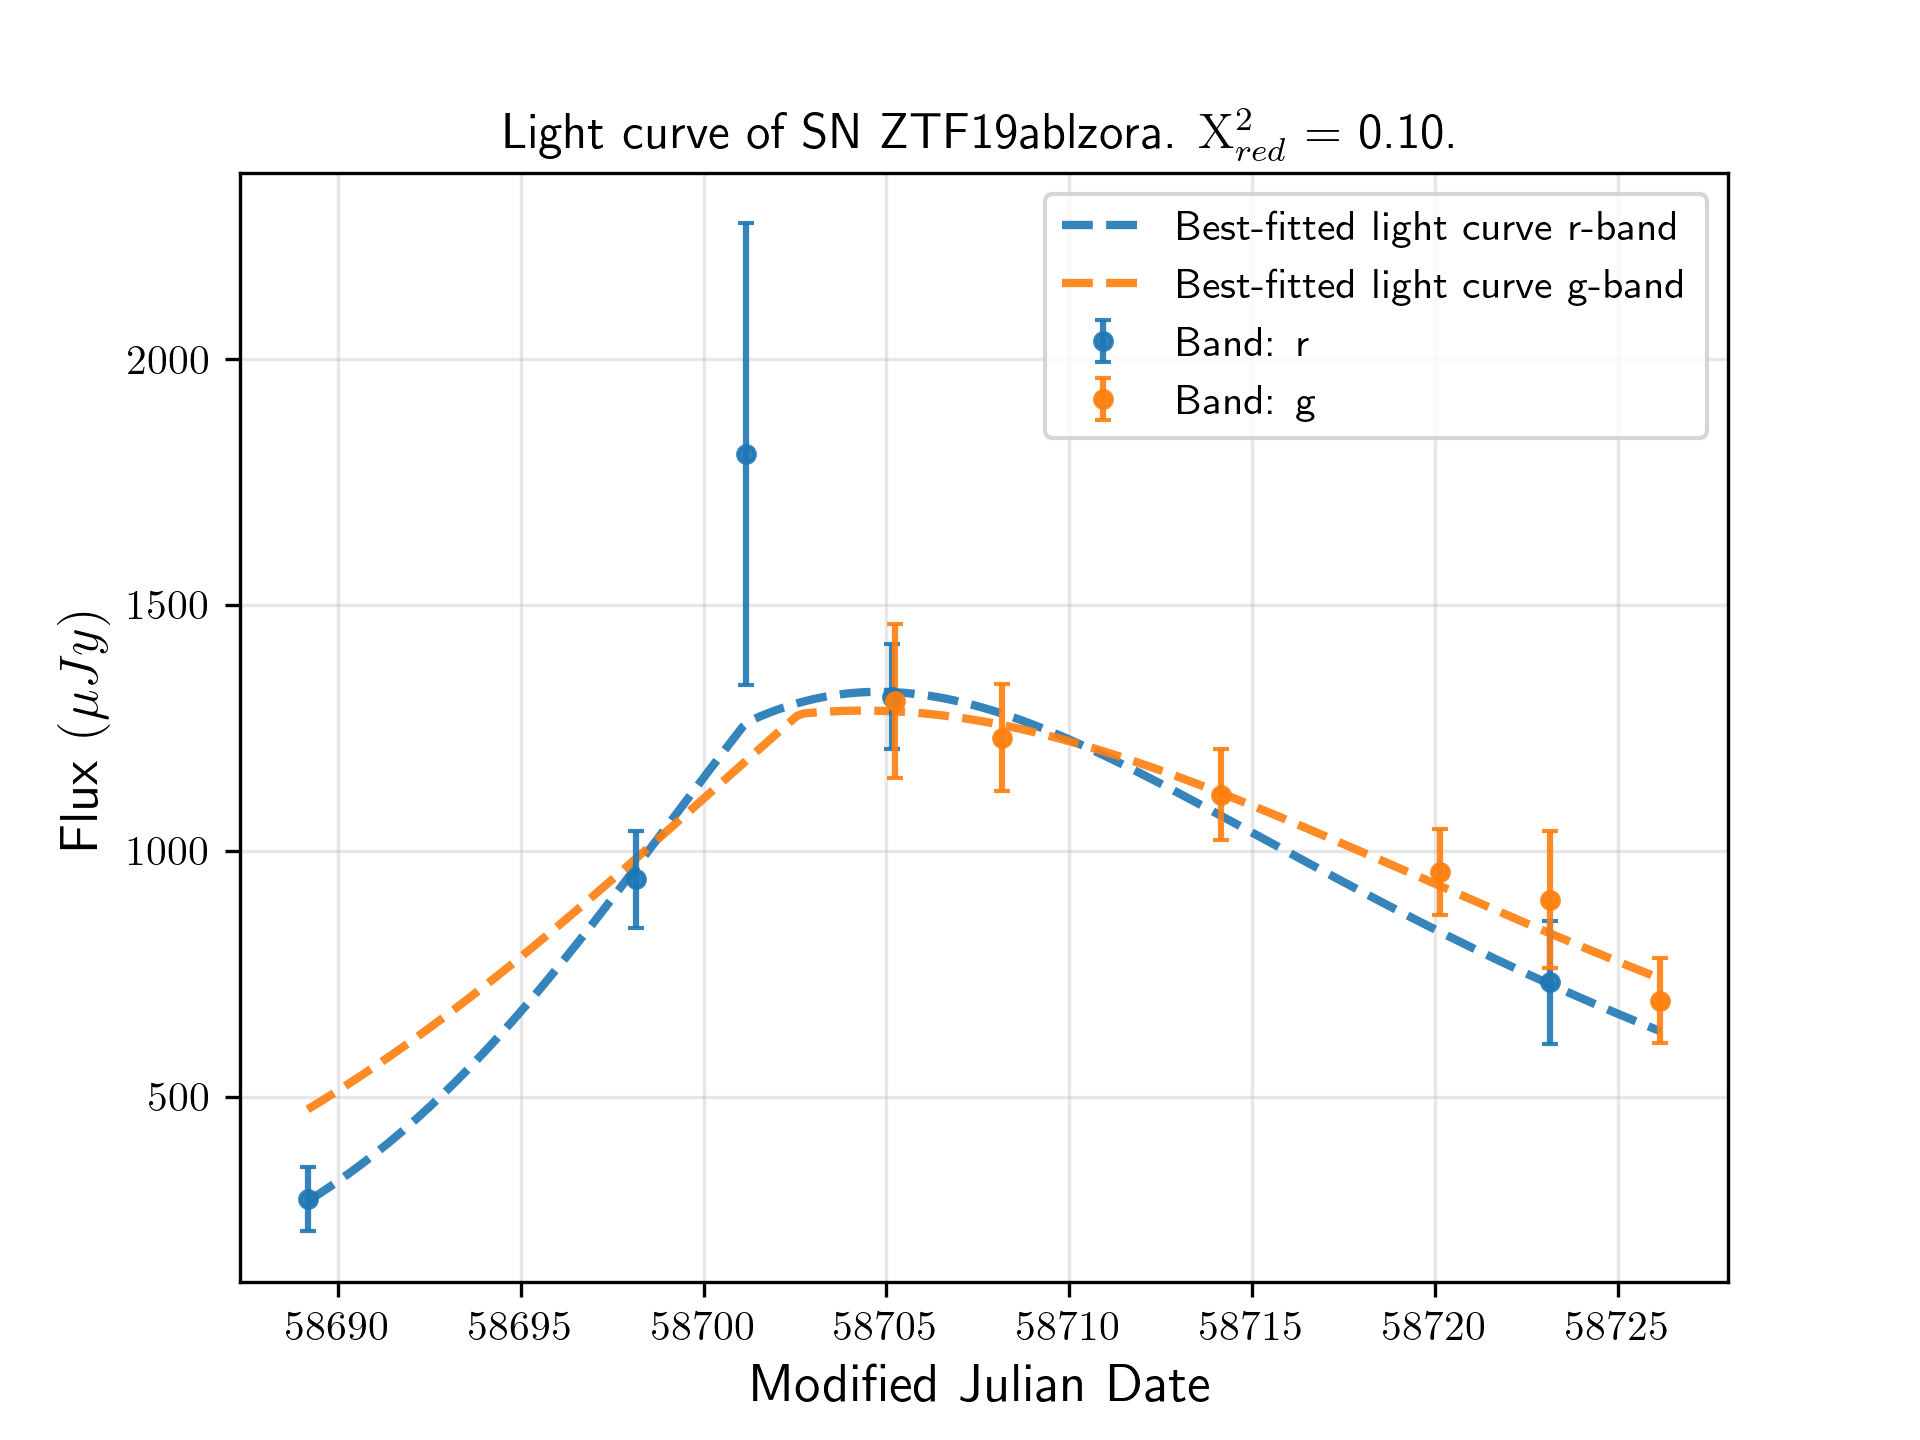 Light curve of SN ZTF19ablzora. X²red = 0.10.
Best-fitted light curve r-band
Best-fitted light curve g-band
Band: r
Band: g
Flux (μJy)
2000
1500
1000
500
58690 58695 58700 58705 58710 58715 58720 58725
Modified Julian Date